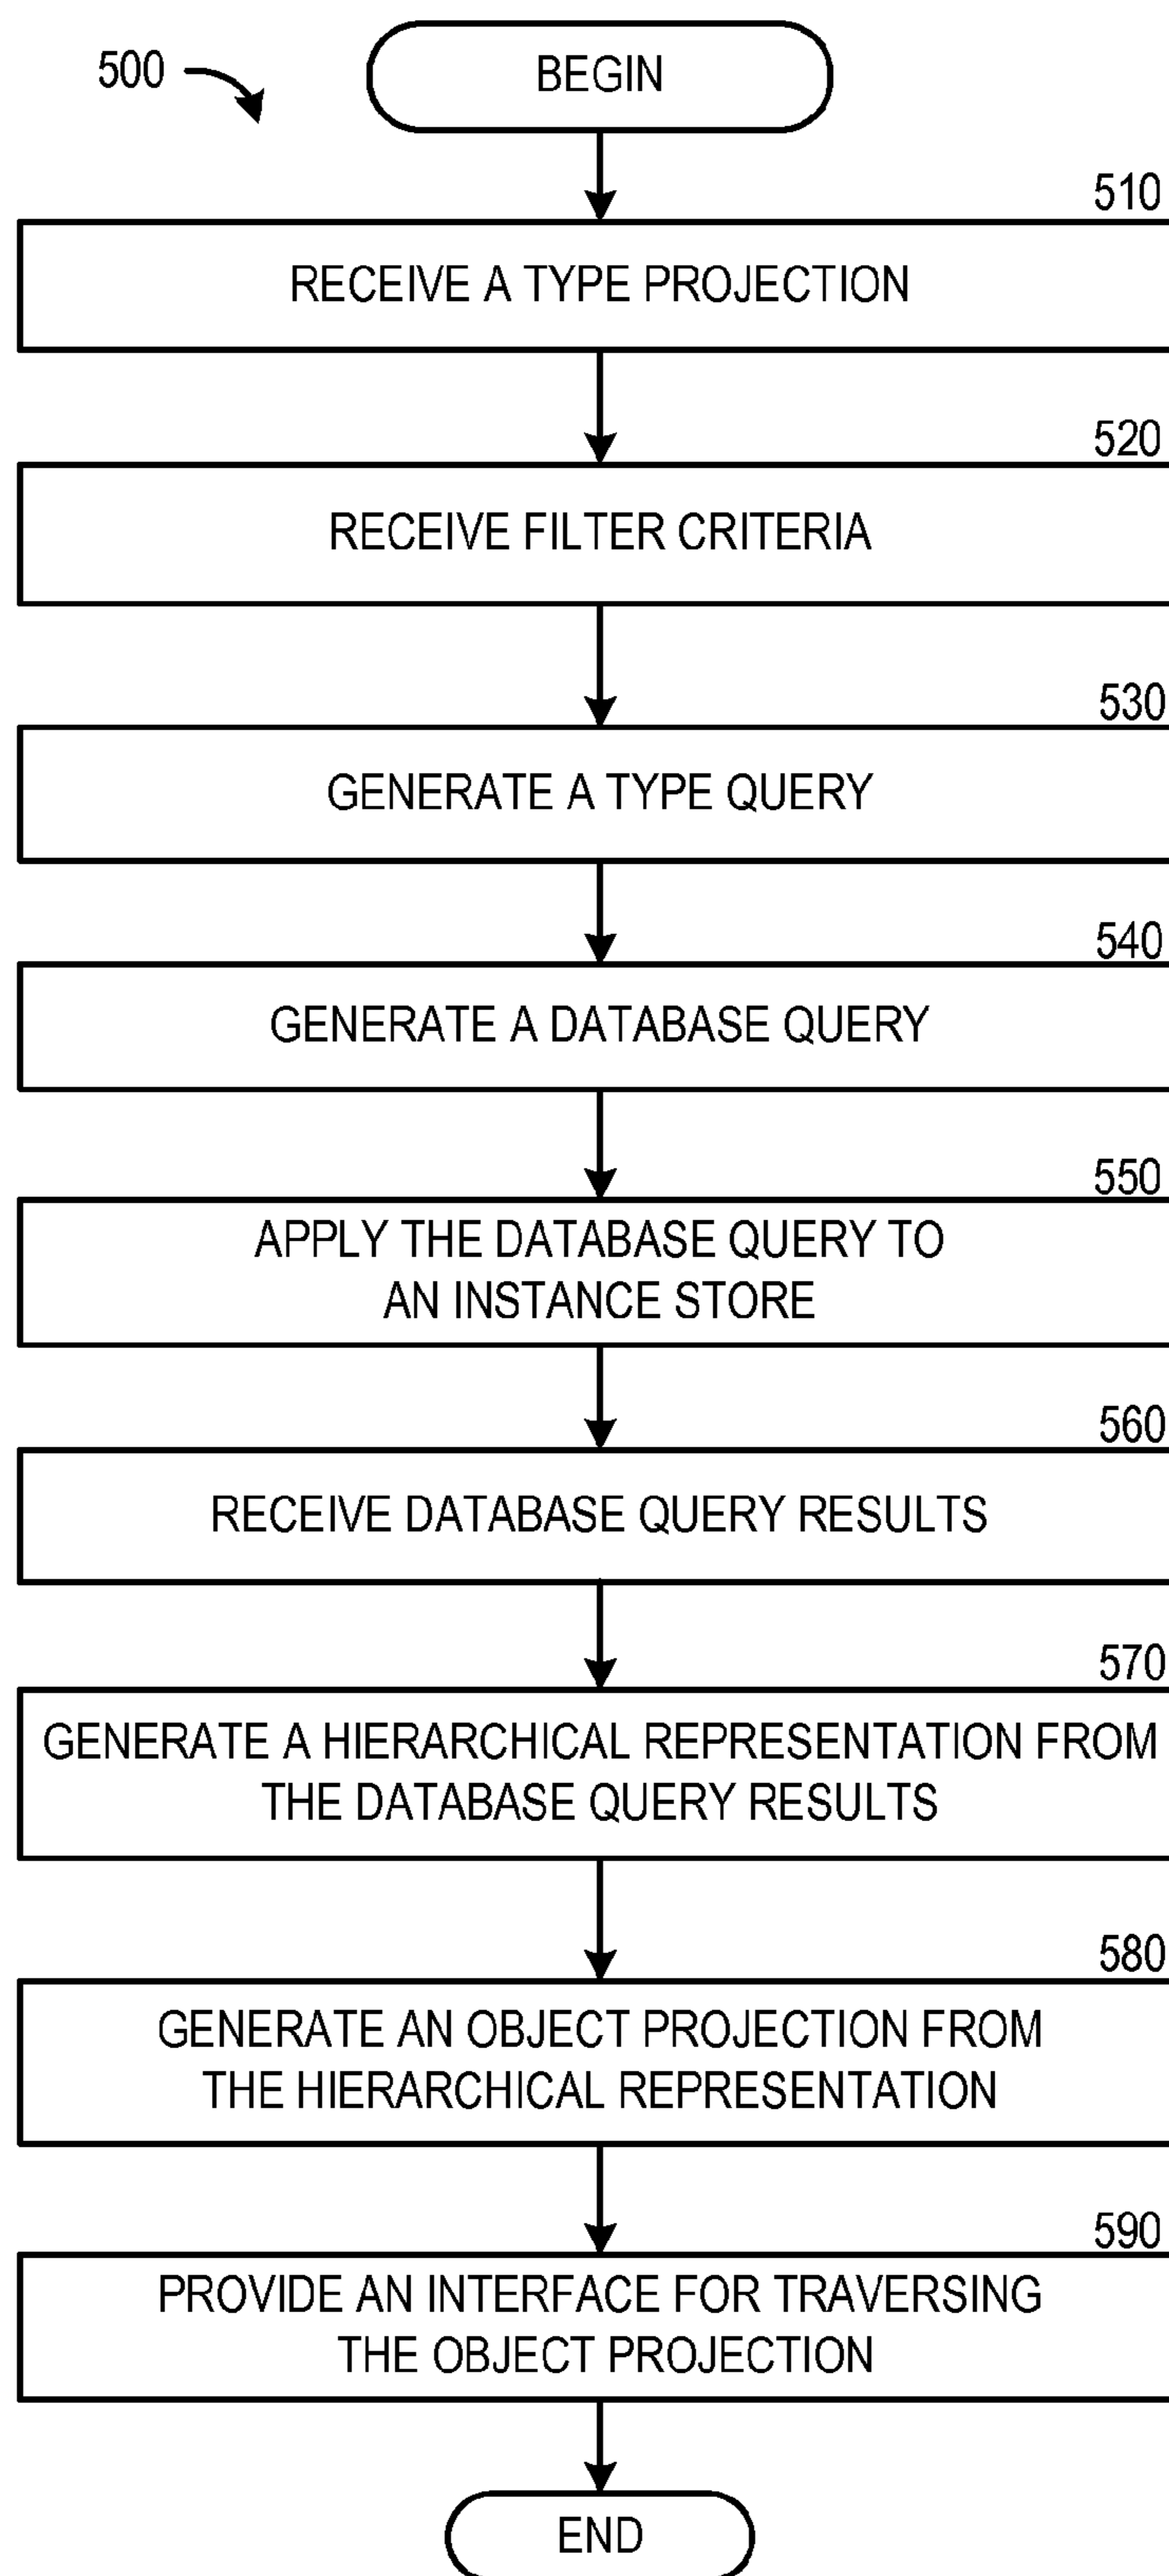 500
BEGIN
510
RECEIVE A TYPE PROJECTION
520
RECEIVE FILTER CRITERIA
530
GENERATE A TYPE QUERY
540
GENERATE A DATABASE QUERY
550
APPLY THE DATABASE QUERY TO
AN INSTANCE STORE
560
RECEIVE DATABASE QUERY RESULTS
570
GENERATE A HIERARCHICAL REPRESENTATION FROM
THE DATABASE QUERY RESULTS
580
GENERATE AN OBJECT PROJECTION FROM
THE HIERARCHICAL REPRESENTATION
590
PROVIDE AN INTERFACE FOR TRAVERSING
THE OBJECT PROJECTION
END